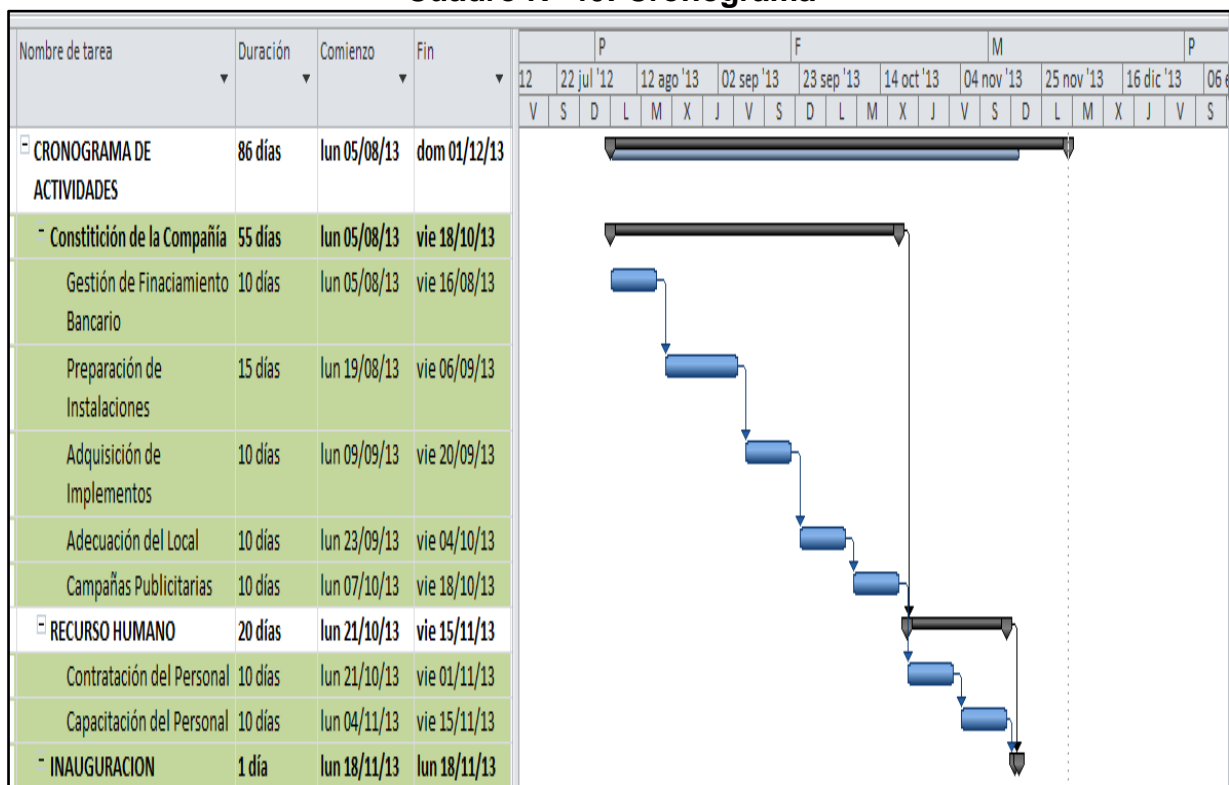 Nombre de tarea Duración Comienzo Fin
P F M P
12 22 jul '12 12 ago '13 02 sep '13 23 sep '13 14 oct '13 04 nov '13 25 nov '13 16 dic '13 06
V S D L M X J V S D L M X J V S D L M X J V S
CRONOGRAMA DE 86 días lun 05/08/13 dom 01/12/13
ACTIVIDADES
Constitición de la Compañía 55 días lun 05/08/13 vie 18/10/13
Gestión de Finaciamiento 10 días lun 05/08/13 vie 16/08/13
Bancario
Preparación de 15 días lun 19/08/13 vie 06/09/13
Instalaciones
Adquisición de 10 días lun 09/09/13 vie 20/09/13
Implementos
Adecuación del Local 10 días lun 23/09/13 vie 04/10/13
Campañas Publicitarias 10 días lun 07/10/13 vie 18/10/13
RECURSO HUMANO 20 días lun 21/10/13 vie 15/11/13
Contratación del Personal 10 días lun 21/10/13 vie 01/11/13
Capacitación del Personal 10 días lun 04/11/13 vie 15/11/13
INAUGURACION 1 día lun 18/11/13 lun 18/11/13